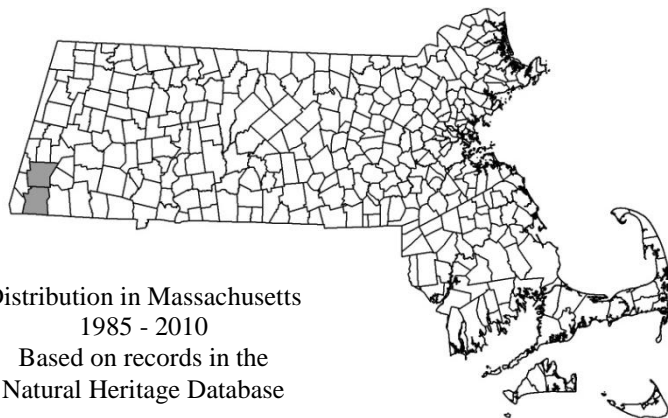 Distribution in Massachusetts
1985 - 2010
Based on records in the
Natural Heritage Database